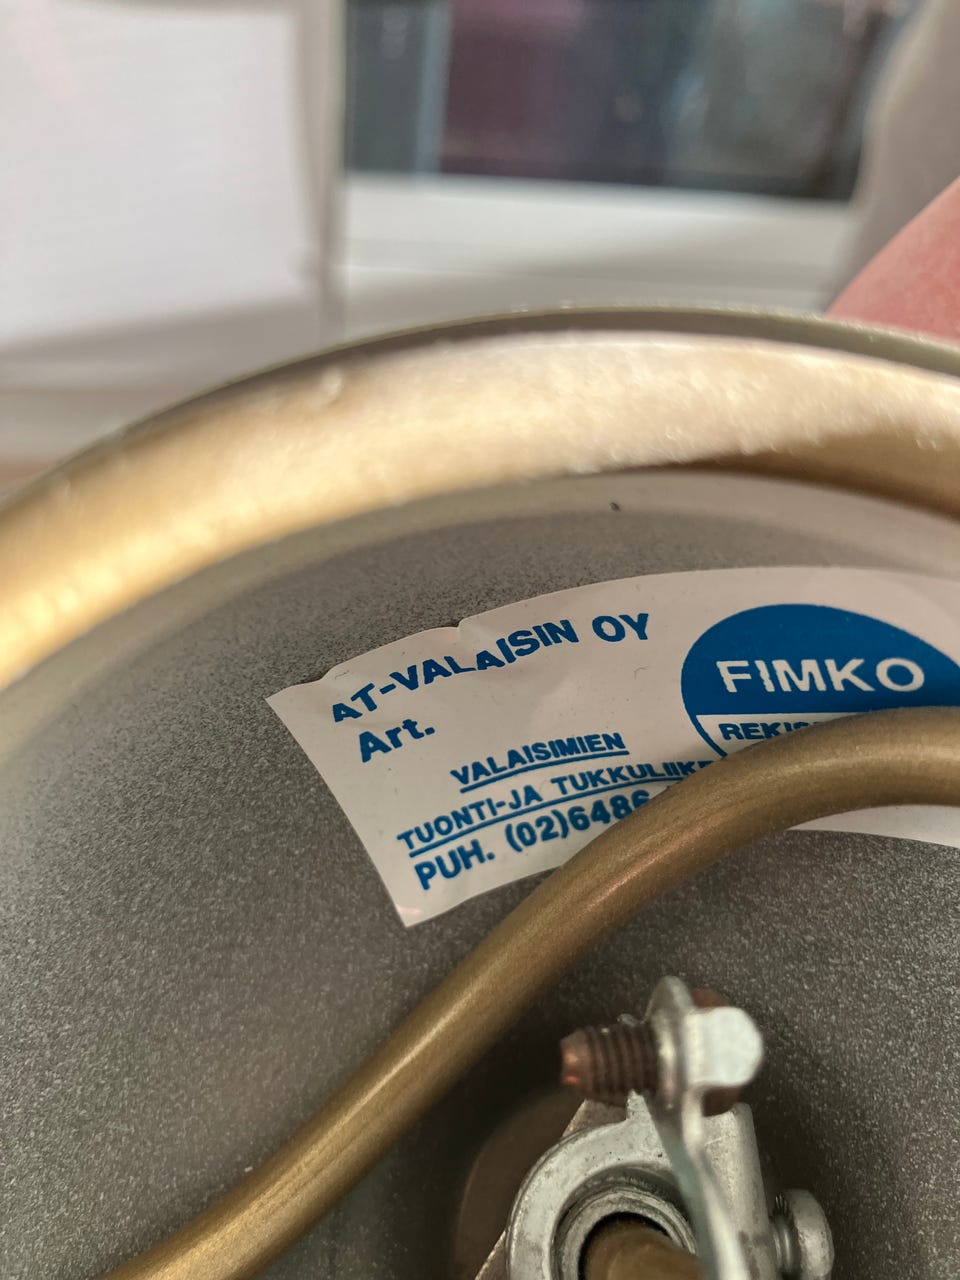 AT-VALAISIN OY
Art.
VALAISIMIEN
TUONTI-JA TUKKULIIKE
PUH. (02)6486
FIMKO